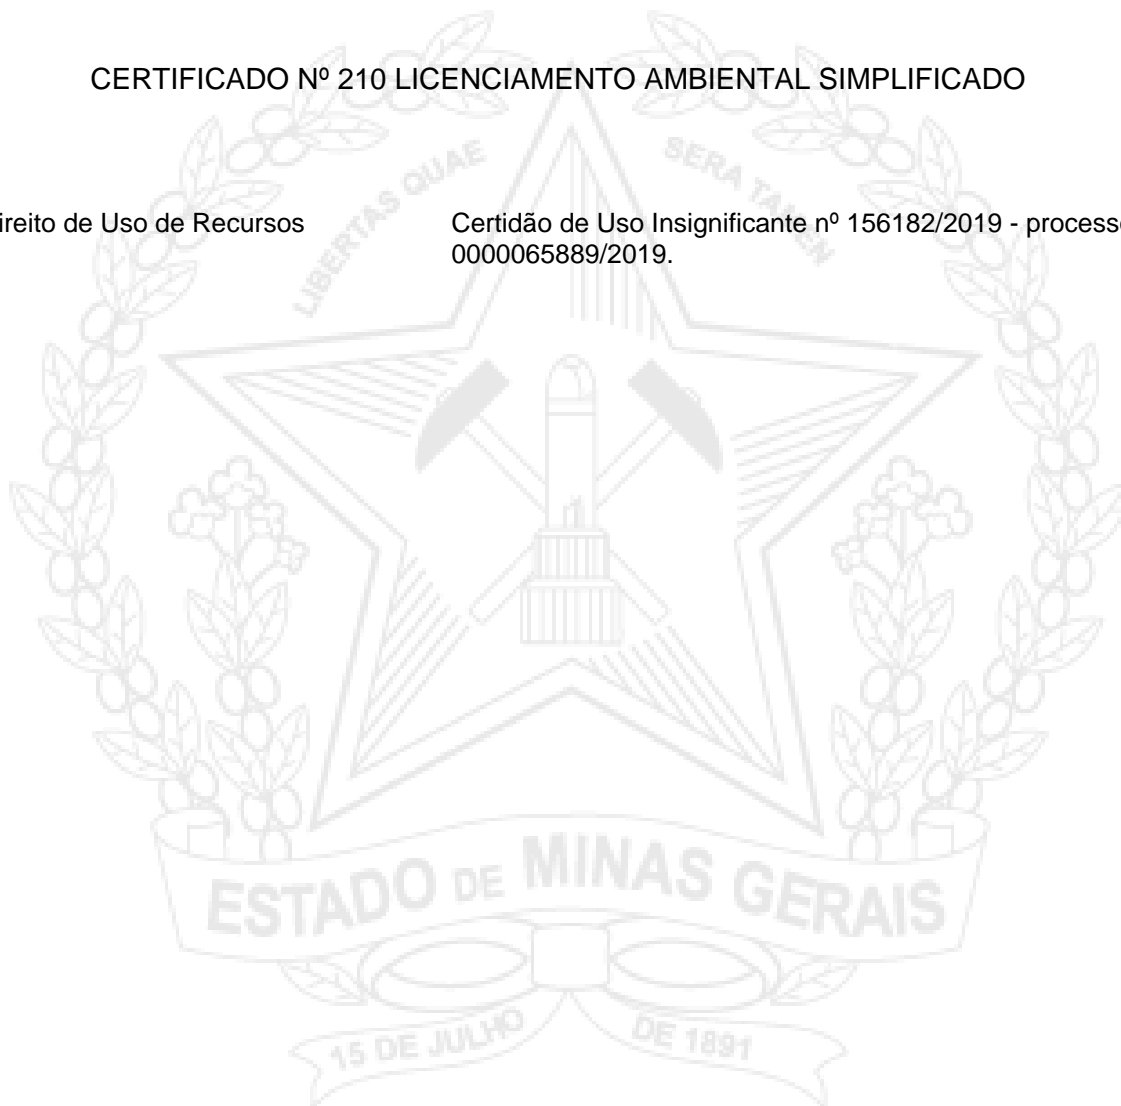 CERTIFICADO Nº 210 LICENCIAMENTO AMBIENTAL SIMPLIFICADO
LIBERTAS QUAE SERA TAMEN
ireito de Uso de Recursos Certidão de Uso Insignificante nº 156182/2019 - process
0000065889/2019.
ESTADO DE MINAS GERAIS
15 DE JULHO DE 1891